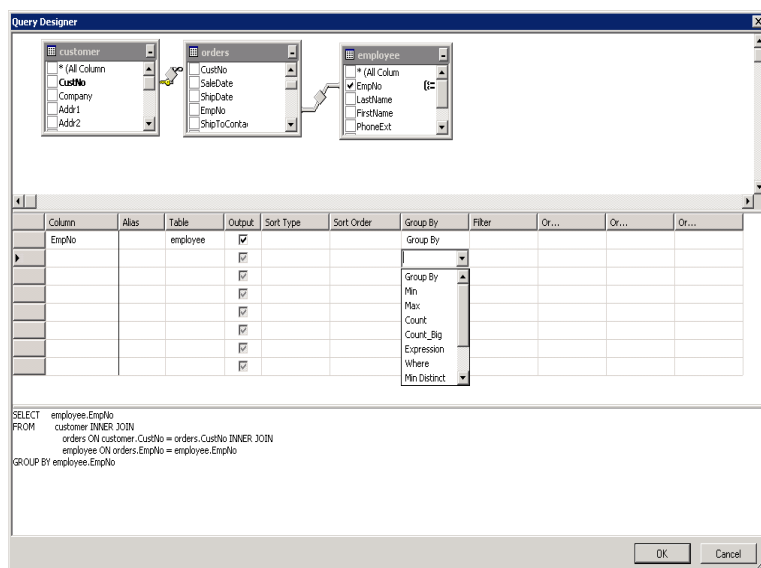 Query Designer
customer
* (All Column
CustNo
Company
Addr1
Addr2
orders
CustNo
SaleDate
ShipDate
EmpNo
ShipToConta
employee
* (All Colum
EmpNo
LastName
FirstName
PhoneExt
Column Alias Table Output Sort Type Sort Order Group By Filter Or... Or... Or...
EmpNo employee Group By
Group By
Min
Max
Count
Count_Big
Expression
Where
Min Distinct
SELECT employee.EmpNo
FROM customer INNER JOIN
orders ON customer.CustNo = orders.CustNo INNER JOIN
employee ON orders.EmpNo = employee.EmpNo
GROUP BY employee.EmpNo
OK Cancel